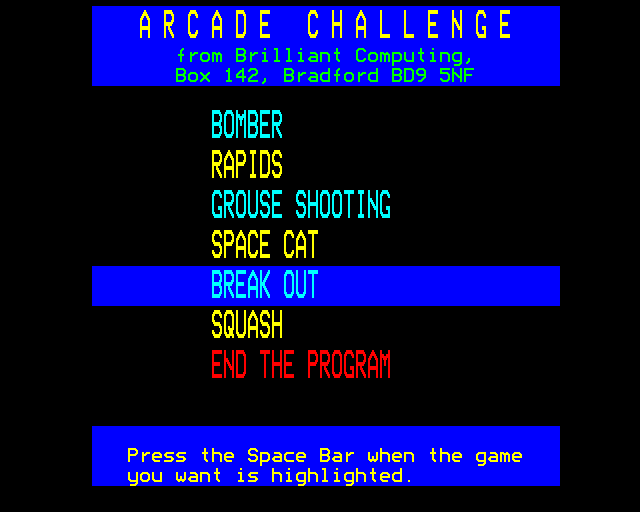 ARCADE CHALLENGE
from Brilliant Computing,
Box 142, Bradford BD9 5NF
BOMBER
RAPIDS
GROUSE SHOOTING
SPACE CAT
BREAK OUT
SQUASH
END THE PROGRAM
Press the Space Bar when the game
you want is highlighted.